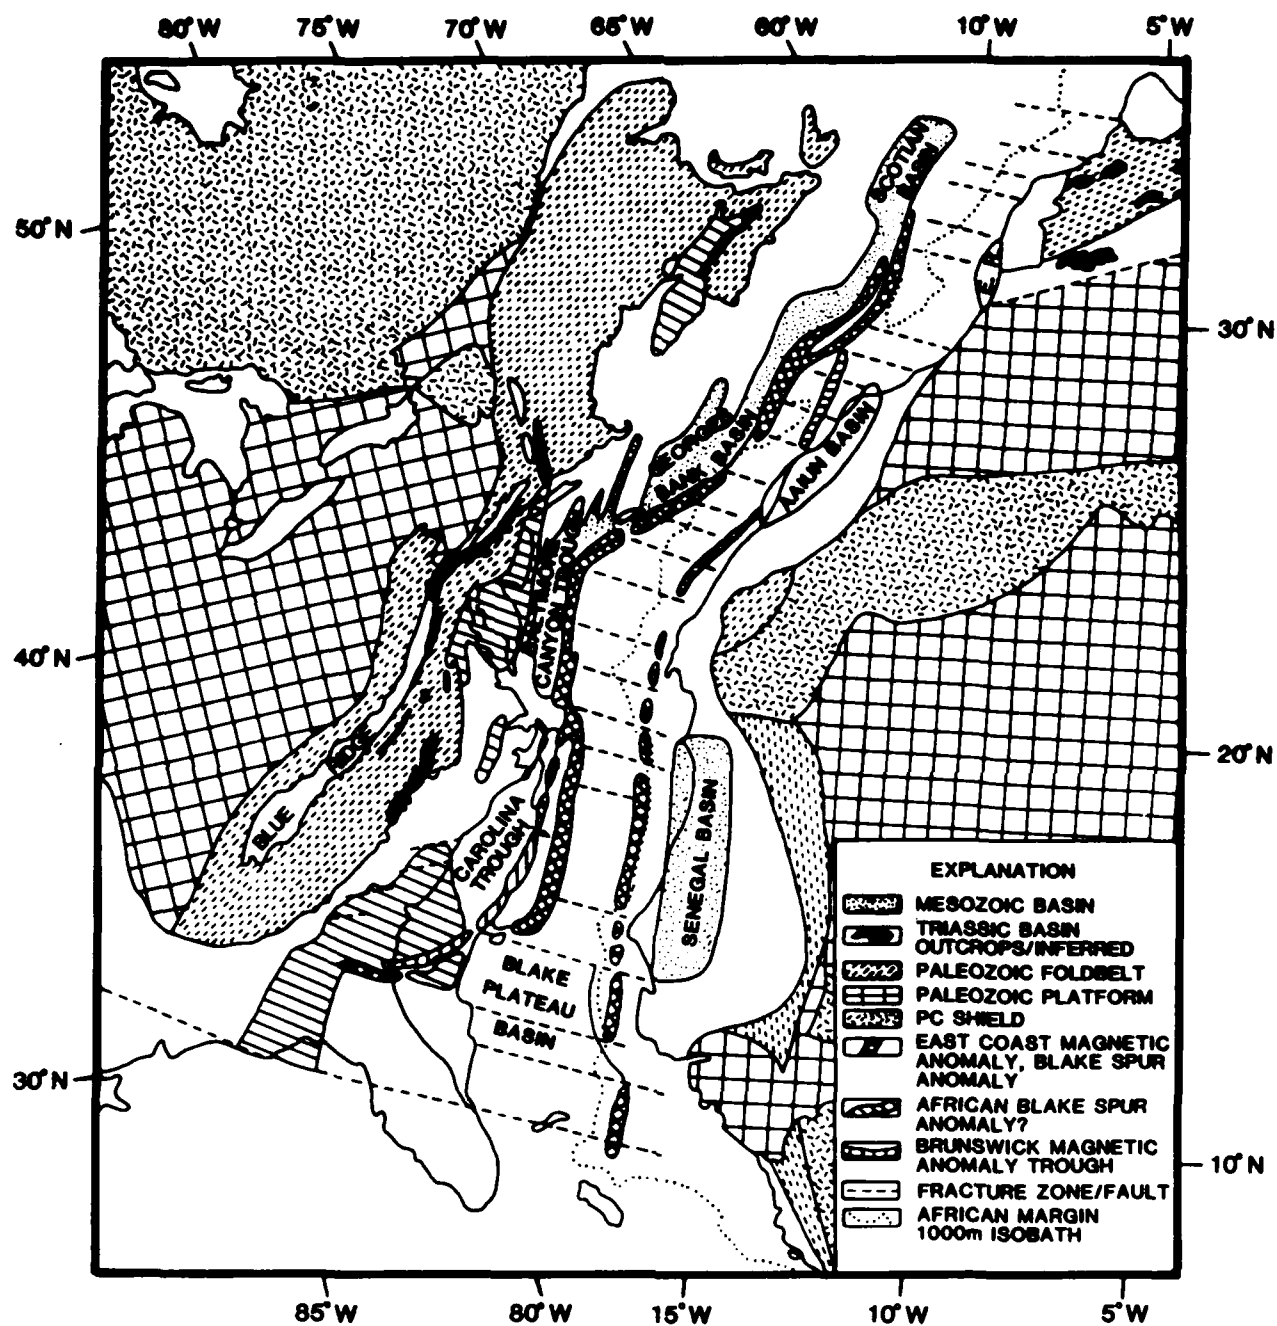 80°W 75°W 70°W 65°W 60°W 10°W 5°W
50°N
30°N
40°N
20°N
30°N
10°N
SCOTIAN
BASIN
GEORGES
BANK BASIN
AAIUN BASIN
BALTIMORE
CANYON TROUGH
BLUE RIDGE
CAROLINA
TROUGH
SENEGAL BASIN
BLAKE
PLATEAU
BASIN
EXPLANATION
MESOZOIC BASIN
TRIASSIC BASIN
OUTCROPS/INFERRED
PALEOZOIC FOLDBELT
PALEOZOIC PLATFORM
PC SHIELD
EAST COAST MAGNETIC
ANOMALY, BLAKE SPUR
ANOMALY
AFRICAN BLAKE SPUR
ANOMALY?
BRUNSWICK MAGNETIC
ANOMALY TROUGH
FRACTURE ZONE/FAULT
AFRICAN MARGIN
1000m ISOBATH
85°W 80°W 15°W 10°W 5°W